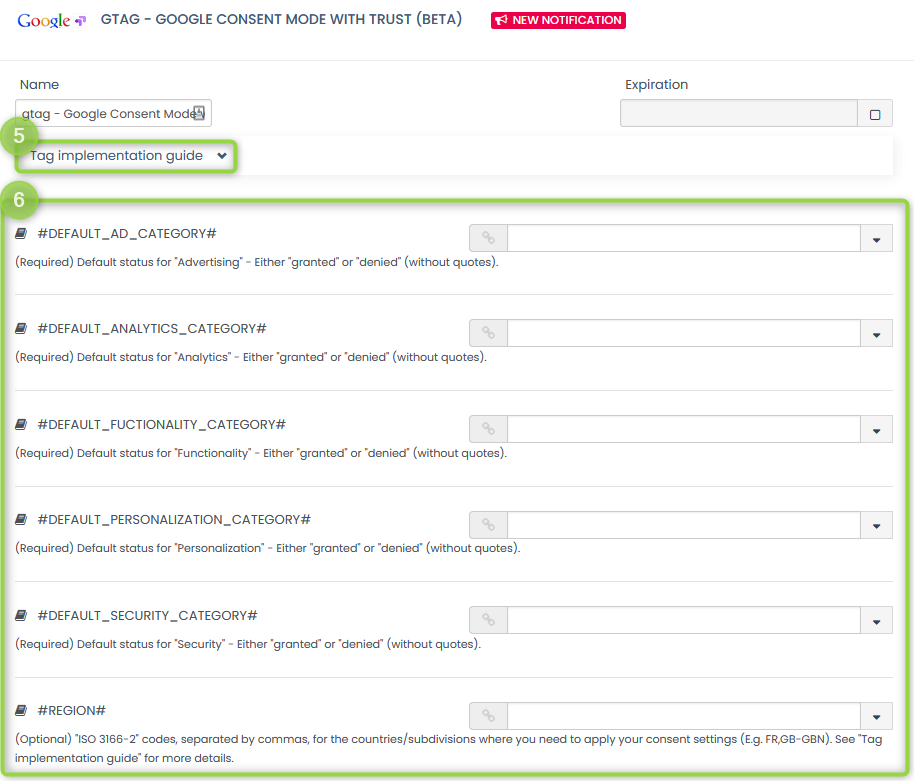 Google GTAG - GOOGLE CONSENT MODE WITH TRUST (BETA) NEW NOTIFICATION
Name Expiration
gtag - Google Consent Mode
5
Tag implementation guide
6
#DEFAULT_AD_CATEGORY#
(Required) Default status for "Advertising" - Either "granted" or "denied" (without quotes).
#DEFAULT_ANALYTICS_CATEGORY#
(Required) Default status for "Analytics" - Either "granted" or "denied" (without quotes).
#DEFAULT_FUCTIONALITY_CATEGORY#
(Required) Default status for "Functionality" - Either "granted" or "denied" (without quotes).
#DEFAULT_PERSONALIZATION_CATEGORY#
(Required) Default status for "Personalization" - Either "granted" or "denied" (without quotes).
#DEFAULT_SECURITY_CATEGORY#
(Required) Default status for "Security" - Either "granted" or "denied" (without quotes).
#REGION#
(Optional) "ISO 3166-2" codes, separated by commas, for the countries/subdivisions where you need to apply your consent settings (E.g. FR,GB-GBN). See "Tag
implementation guide" for more details.